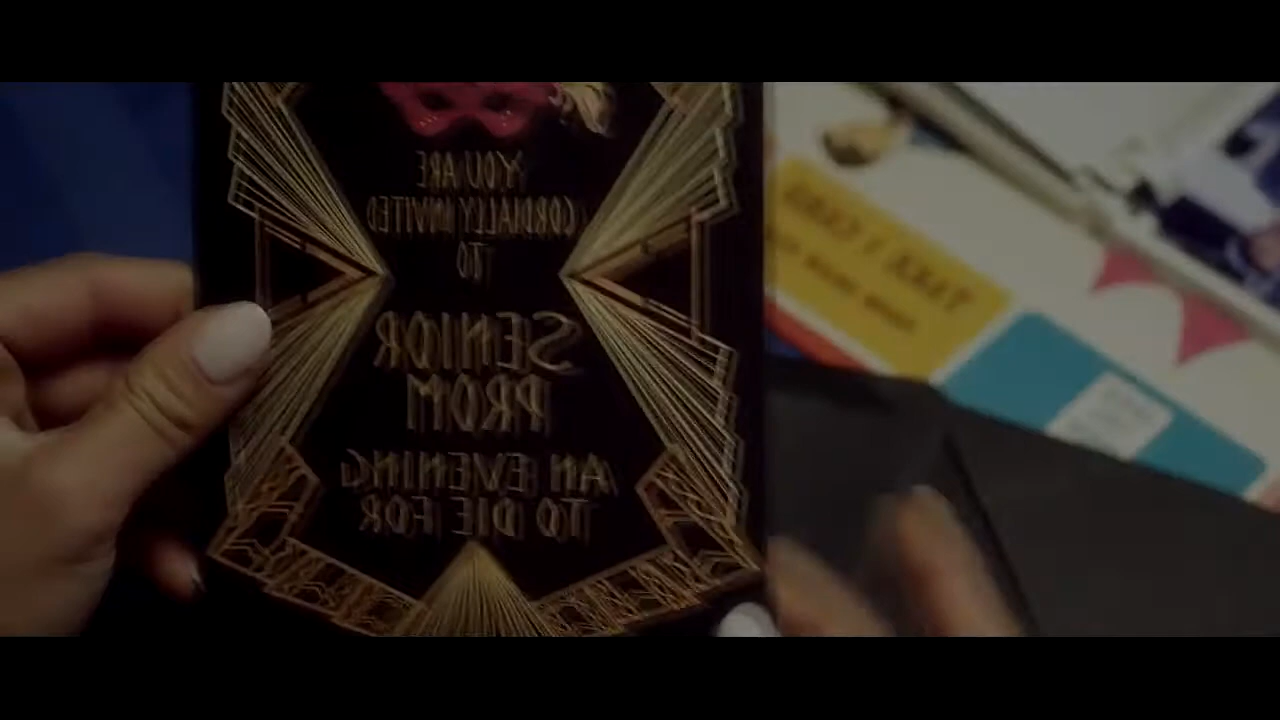 YOU ARE
CORDIALLY INVITED
TO
SENIOR
PROM
AN EVENING
TO DIE FOR